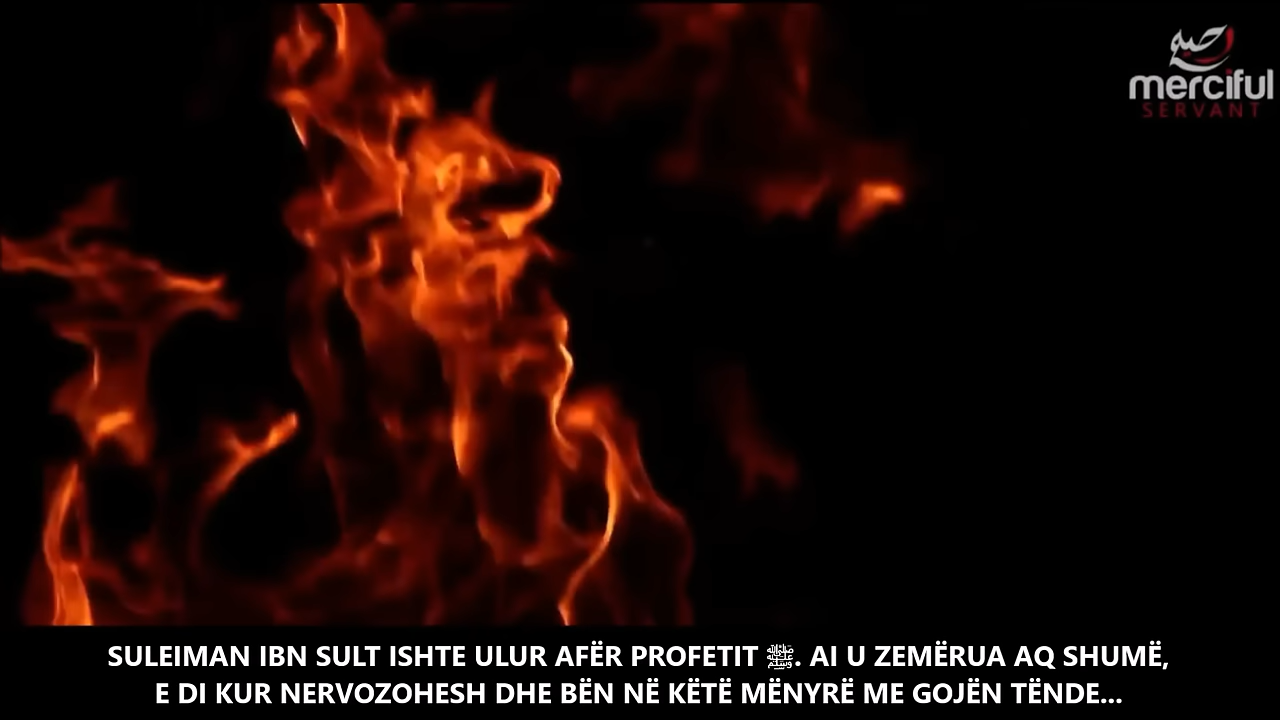 merciful
SERVANT
SULEIMAN IBN SULT ISHTE ULUR AFËR PROFETIT ﷺ. AI U ZEMËRUA AQ SHUMË,
E DI KUR NERVOZOHESH DHE BËN NË KËTË MËNYRË ME GOJËN TËNDE...